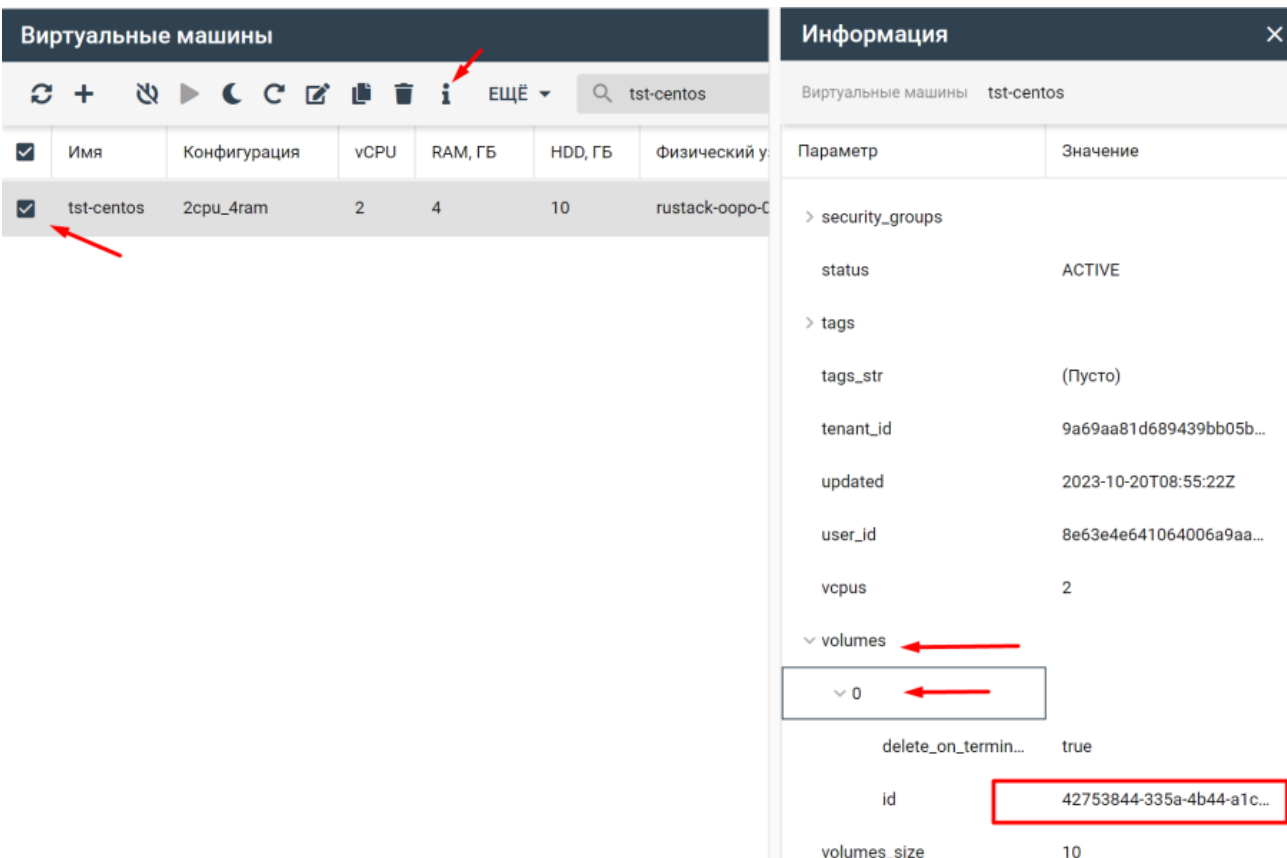 Виртуальные машины
ЕЩЁ
tst-centos
Имя Конфигурация vCPU RAM, ГБ HDD, ГБ Физический у
tst-centos 2cpu_4ram 2 4 10 rustack-oopo-0
Информация
Виртуальные машины tst-centos
Параметр Значение
security_groups
status ACTIVE
tags
tags_str (Пусто)
tenant_id 9a69aa81d689439bb05b...
updated 2023-10-20T08:55:22Z
user_id 8e63e4e641064006a9aa...
vcpus 2
volumes
0
delete_on_termin... true
id 42753844-335a-4b44-a1c...
volumes_size 10